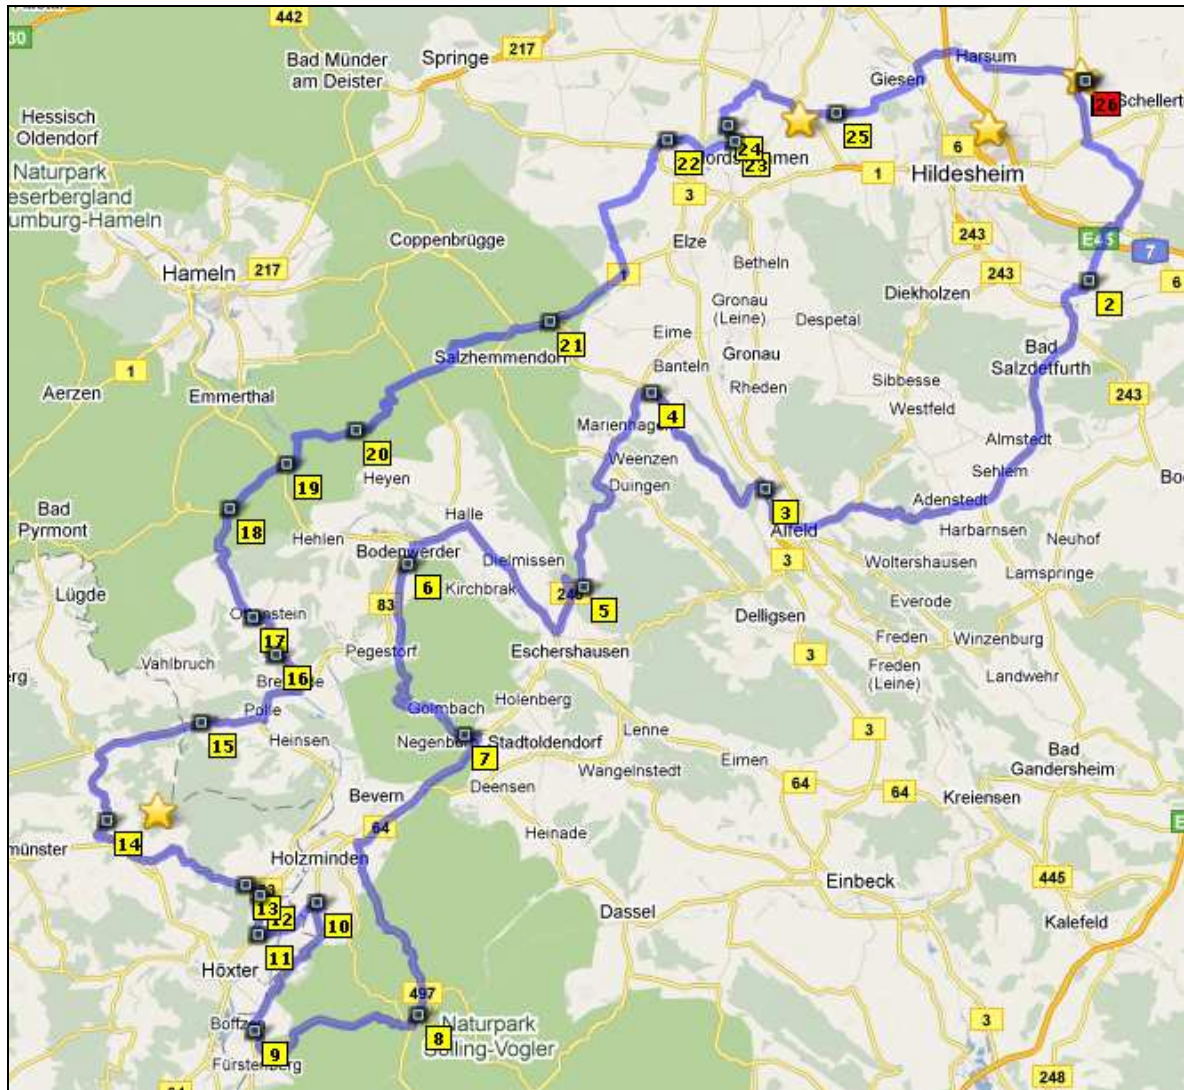 442
30
Springe
217
Bad Münder
am Deister
Harsum
Giesen
Hessisch
Oldendorf
26
25
24
23
22
6
1
Naturpark
3
Hildesheim
Elze
243
E45
7
Coppenbrügge
Hameln
217
Betheln
1
Diekholzen
243
6
2
Gronau
(Leine)
Despetal
Eime
21
Salzhemmendorf
Gronau
Bad
Salzdetfurth
Banteln
1
Aerzen
Emmerthal
Rheden
Sibbesse
243
4
Westfeld
Almstedt
20
Weenzen
Sehlem
Heyen
19
Duingen
Adenstedt
Bad
Pyrmont
18
Halle
3
Alfeld
Harbarnsen
Neuhof
Hehlen
Bodenwerder
Dielmissen
3
Woltershausen
Lamspringe
6
Kirchbrak
5
Lügde
83
Everode
Delligsen
Freden
Winzenburg
17
Pegestorf
Eschershausen
3
Freden
(Leine)
Vahlbruch
16
Landwehr
Holenberg
Polle
Golmbach
15
Heinsen
Stadtoldendorf
Lenne
3
7
Wangelnstedt
Eimen
Bad
Gandersheim
Deensen
64
64
Bevern
Kreiensen
64
Heinade
14
Holzminden
Einbeck
445
13
12
10
Dassel
Kalefeld
11
Höxter
497
Naturpark
Solling-Vogler
8
9
Fürstenberg
3
248